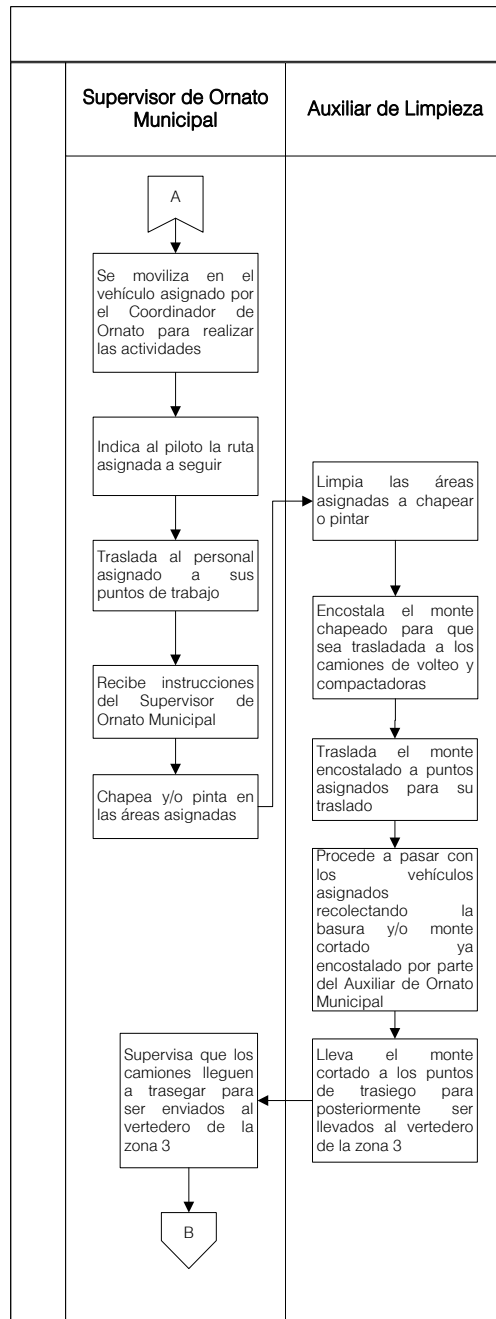 Supervisor de Ornato
Municipal
Auxiliar de Limpieza
A
Se moviliza en el
vehículo asignado por
el Coordinador de
Ornato para realizar
las actividades
Indica al piloto la ruta
asignada a seguir
Traslada al personal
asignado a sus
puntos de trabajo
Recibe instrucciones
del Supervisor de
Ornato Municipal
Chapea y/o pinta en
las áreas asignadas
Limpia las áreas
asignadas a chapear
o pintar
Encostala el monte
chapeado para que
sea trasladada a los
camiones de volteo y
compactadoras
Traslada el monte
encostalado a puntos
asignados para su
traslado
Procede a pasar con
los vehículos
asignados
recolectando la
basura y/o monte
cortado ya
encostalado por parte
del Auxiliar de Ornato
Municipal
Lleva el monte
cortado a los puntos
de trasiego para
posteriormente ser
llevados al vertedero
de la zona 3
Supervisa que los
camiones lleguen
a trasegar para
ser enviados al
vertedero de la
zona 3
B